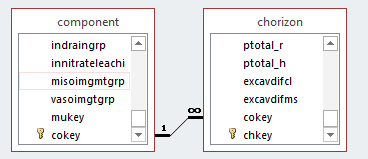 component
indraingrp
innitrateleachi
misoimgmtgrp
vasoimgtgrp
mukey
cokey
1
∞
chorizon
ptotal_r
ptotal_h
excavdifcl
excavdifms
cokey
chkey